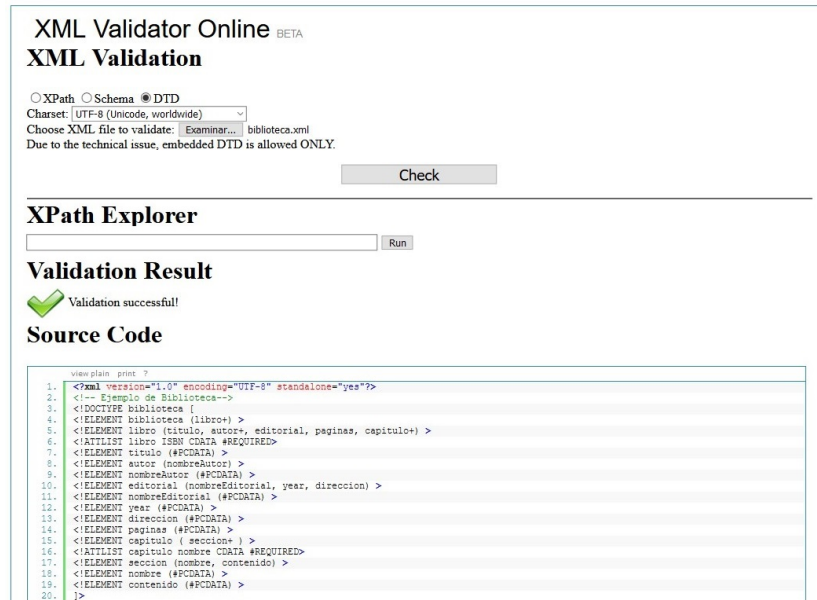 XML Validator Online BETA
XML Validation
XPath Schema DTD
Charset: UTF-8 (Unicode, worldwide)
Choose XML file to validate: Examinar... biblioteca.xml
Due to the technical issue, embedded DTD is allowed ONLY.
Check
XPath Explorer
Run
Validation Result
Validation successful!
Source Code
view plain print ?
1. <?xml version="1.0" encoding="UTF-8" standalone="yes"?>
2. <!-- Ejemplo de Biblioteca-->
3. <!DOCTYPE biblioteca [
4. <!ELEMENT biblioteca (libro+) >
5. <!ELEMENT libro (titulo, autor+, editorial, paginas, capitulo+) >
6. <!ATTLIST libro ISBN CDATA #REQUIRED>
7. <!ELEMENT titulo (#PCDATA) >
8. <!ELEMENT autor (nombreAutor) >
9. <!ELEMENT nombreAutor (#PCDATA) >
10. <!ELEMENT editorial (nombreEditorial, year, direccion) >
11. <!ELEMENT nombreEditorial (#PCDATA) >
12. <!ELEMENT year (#PCDATA) >
13. <!ELEMENT direccion (#PCDATA) >
14. <!ELEMENT paginas (#PCDATA) >
15. <!ELEMENT capitulo ( seccion+ ) >
16. <!ATTLIST capitulo nombre CDATA #REQUIRED>
17. <!ELEMENT seccion (nombre, contenido) >
18. <!ELEMENT nombre (#PCDATA) >
19. <!ELEMENT contenido (#PCDATA) >
20. ]>